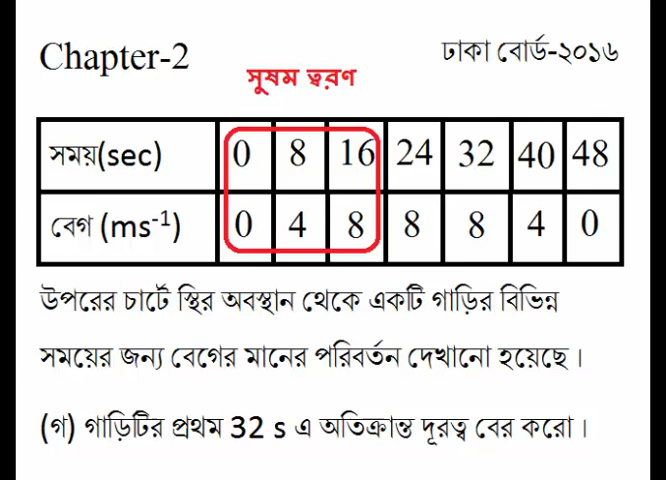 Chapter-2 ঢাকা বোর্ড-২০১৬
সুষম ত্বরণ
সময়(sec) 0 8 16 24 32 40 48
বেগ (ms⁻¹) 0 4 8 8 8 4 0
উপরের চার্টে স্থির অবস্থান থেকে একটি গাড়ির বিভিন্ন
সময়ের জন্য বেগের মানের পরিবর্তন দেখানো হয়েছে।
(গ) গাড়িটির প্রথম 32 s এ অতিক্রান্ত দূরত্ব বের করো।